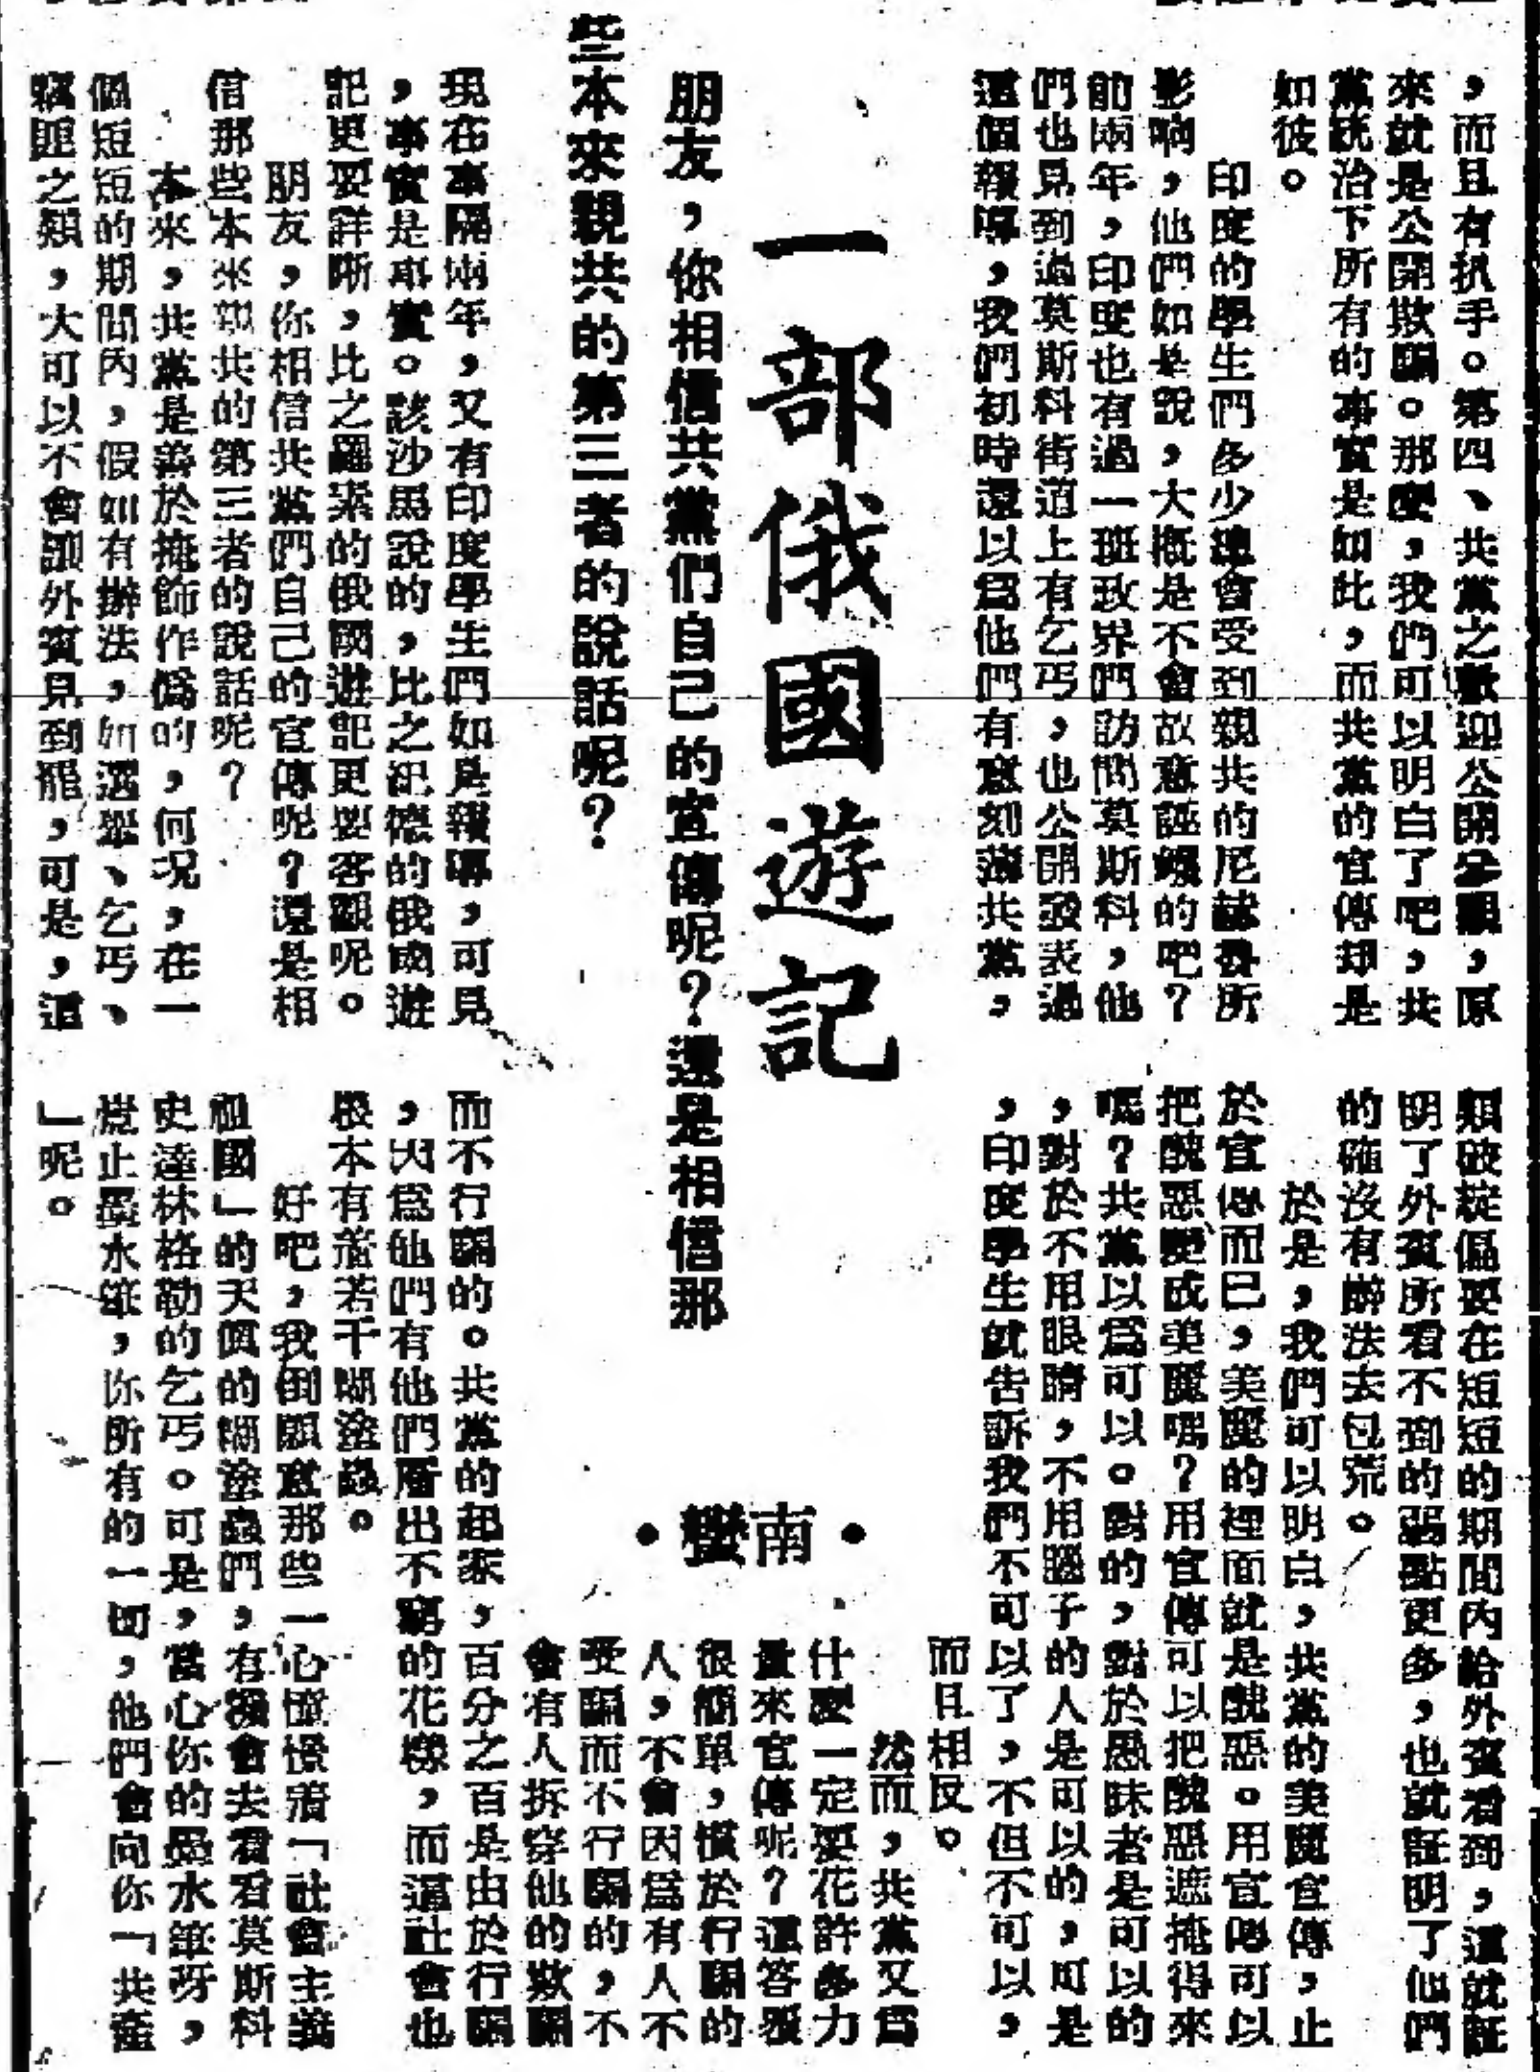 一部俄國遊記
朋友，你相信共黨們自己的宣傳呢？還是相信那
些本來親共的第三者的說話呢？
•南蠻•
，而且有扒手。第四、共黨之歡迎公開參觀，原
來就是公開欺騙。那麼，我們可以明白了吧，共
黨統治下所有的事實是如此，而共黨的宣傳却是
如彼。
印度的學生們多少總會受到親共的尼赫魯所
影响，他們如是說，大概是不會故意誣衊的吧？
前兩年，印度也有過一班政界們訪問莫斯科，他
們也見到過莫斯科街道上有乞丐，也公開發表過
這個報導，我們初時還以為他們有意刻薄共黨，
現在事隔兩年，又有印度學生們如是報導，可見
，事實是事實。該沙馬說的，比之紀德的俄國遊
記更要詳晰，比之羅素的俄國遊記更要客觀呢。
朋友，你相信共黨們自己的宣傳呢？還是相
信那些本來親共的第三者的說話呢？
本來，共黨是善於掩飾作僞的，何况，在一
個短短的期間內，假如有辦法，如選舉、乞丐、
竊匪之類，大可以不會讓外賓見到罷，可是，這
類破綻偏要在短短的期間內給外賓看到，這就証
明了外賓所看不到的弱點更多，也就証明了他們
的確沒有辦法去包荒。
於是，我們可以明白，共黨的美麗宣傳，止
於宣傳而已，美麗的裡面就是醜惡。用宣傳可以
把醜惡變成美麗嗎？用宣傳可以把醜惡遮掩得來
嗎？共黨以為可以。對的，對於愚昧者是可以的
，對於不用眼睛，不用腦子的人是可以的，可是
，印度學生就告訴我們不可以了，不但不可以，
而且相反。
然而，共黨又為
什麼一定要花許多力
量來宣傳呢？這答覆
很簡單，慣於行騙的
人，不會因為有人不
受騙而不行騙的，不
會有人拆穿他的欺騙
而不行騙的。共黨的起家，百分之百是由於行騙
，因為他們有他們層出不窮的花樣，而這社會也
根本有着若干糊塗蟲。
好吧，我倒願意那些一心憧憬着「社會主義
祖國」的天眞的糊塗蟲們，有機會去看看莫斯科
史達林格勒的乞丐。可是，當心你的墨水筆呀，
豈止墨水筆，你所有的一切，他們會向你「共產
」呢。